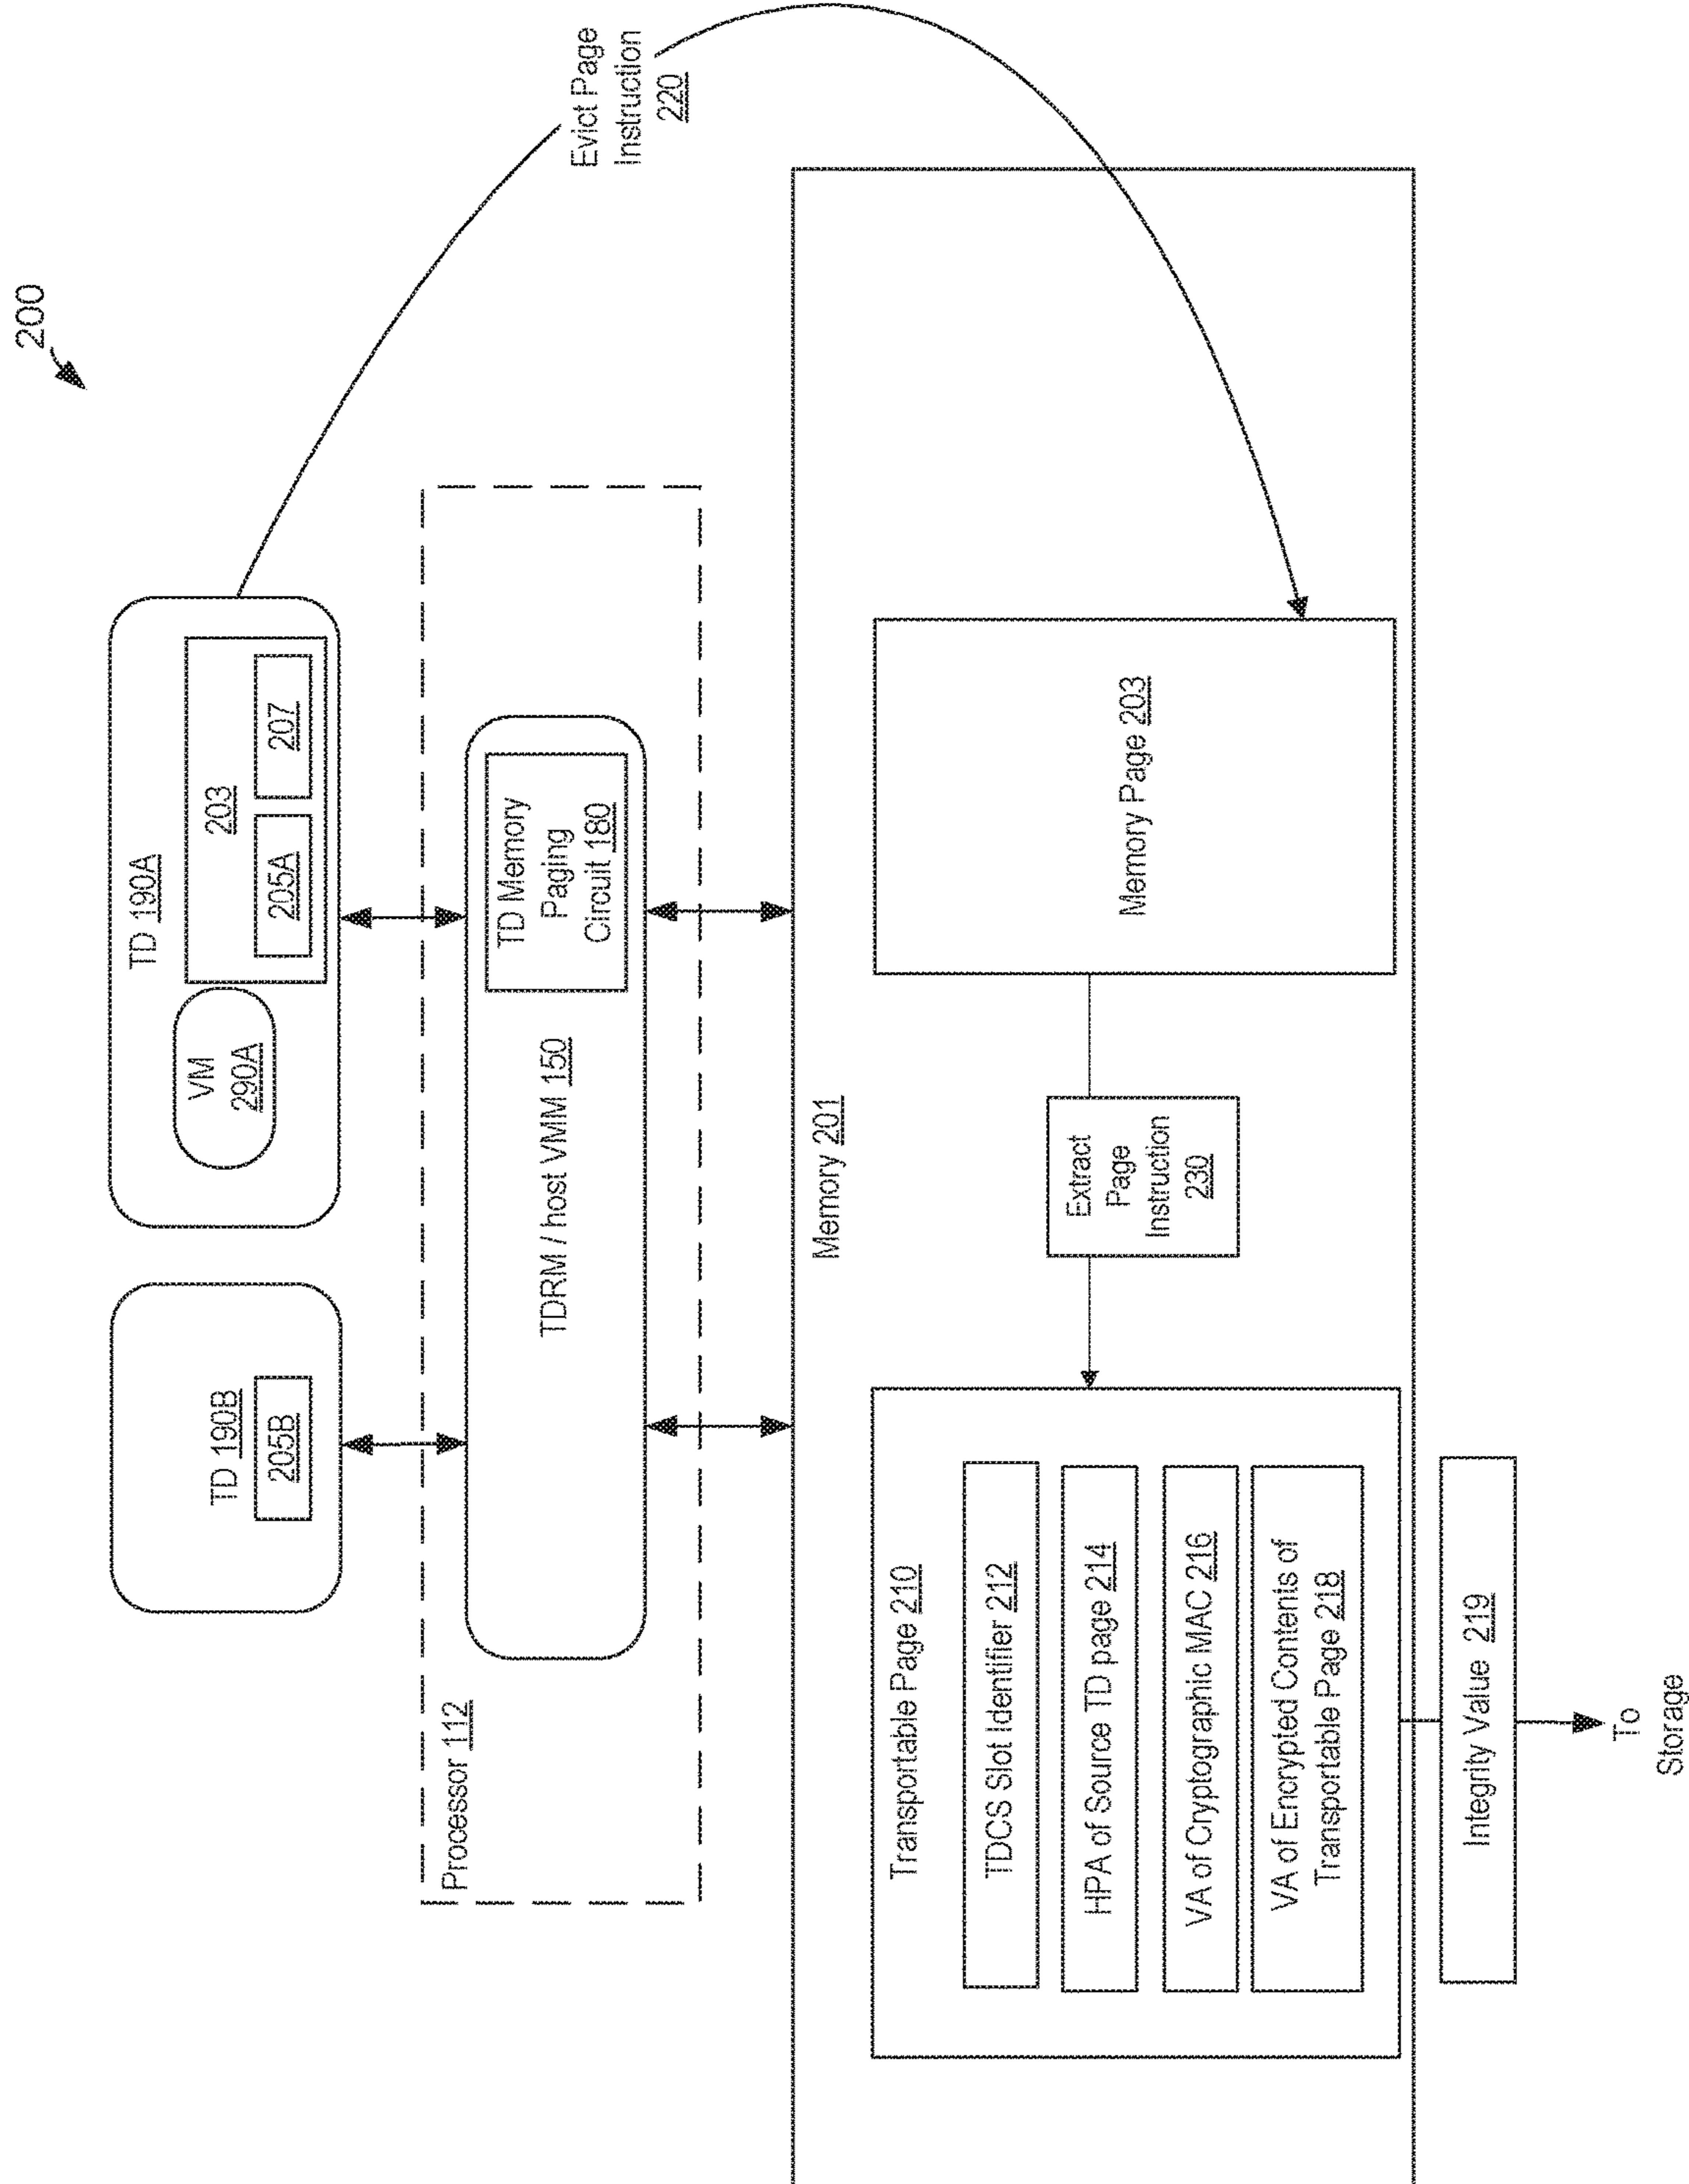 200
TD 190B
205B
TD 190A
VM
290A
203
205A
207
Evict Page
Instruction
220
Processor 112
TDRM / host VMM 150
TD Memory
Paging
Circuit 180
Memory 201
Transportable Page 210
TDCS Slot Identifier 212
HPA of Source TD page 214
VA of Cryptographic MAC 216
VA of Encrypted Contents of
Transportable Page 218
Extract
Page
Instruction
230
Memory Page 203
Integrity Value 219
To
Storage